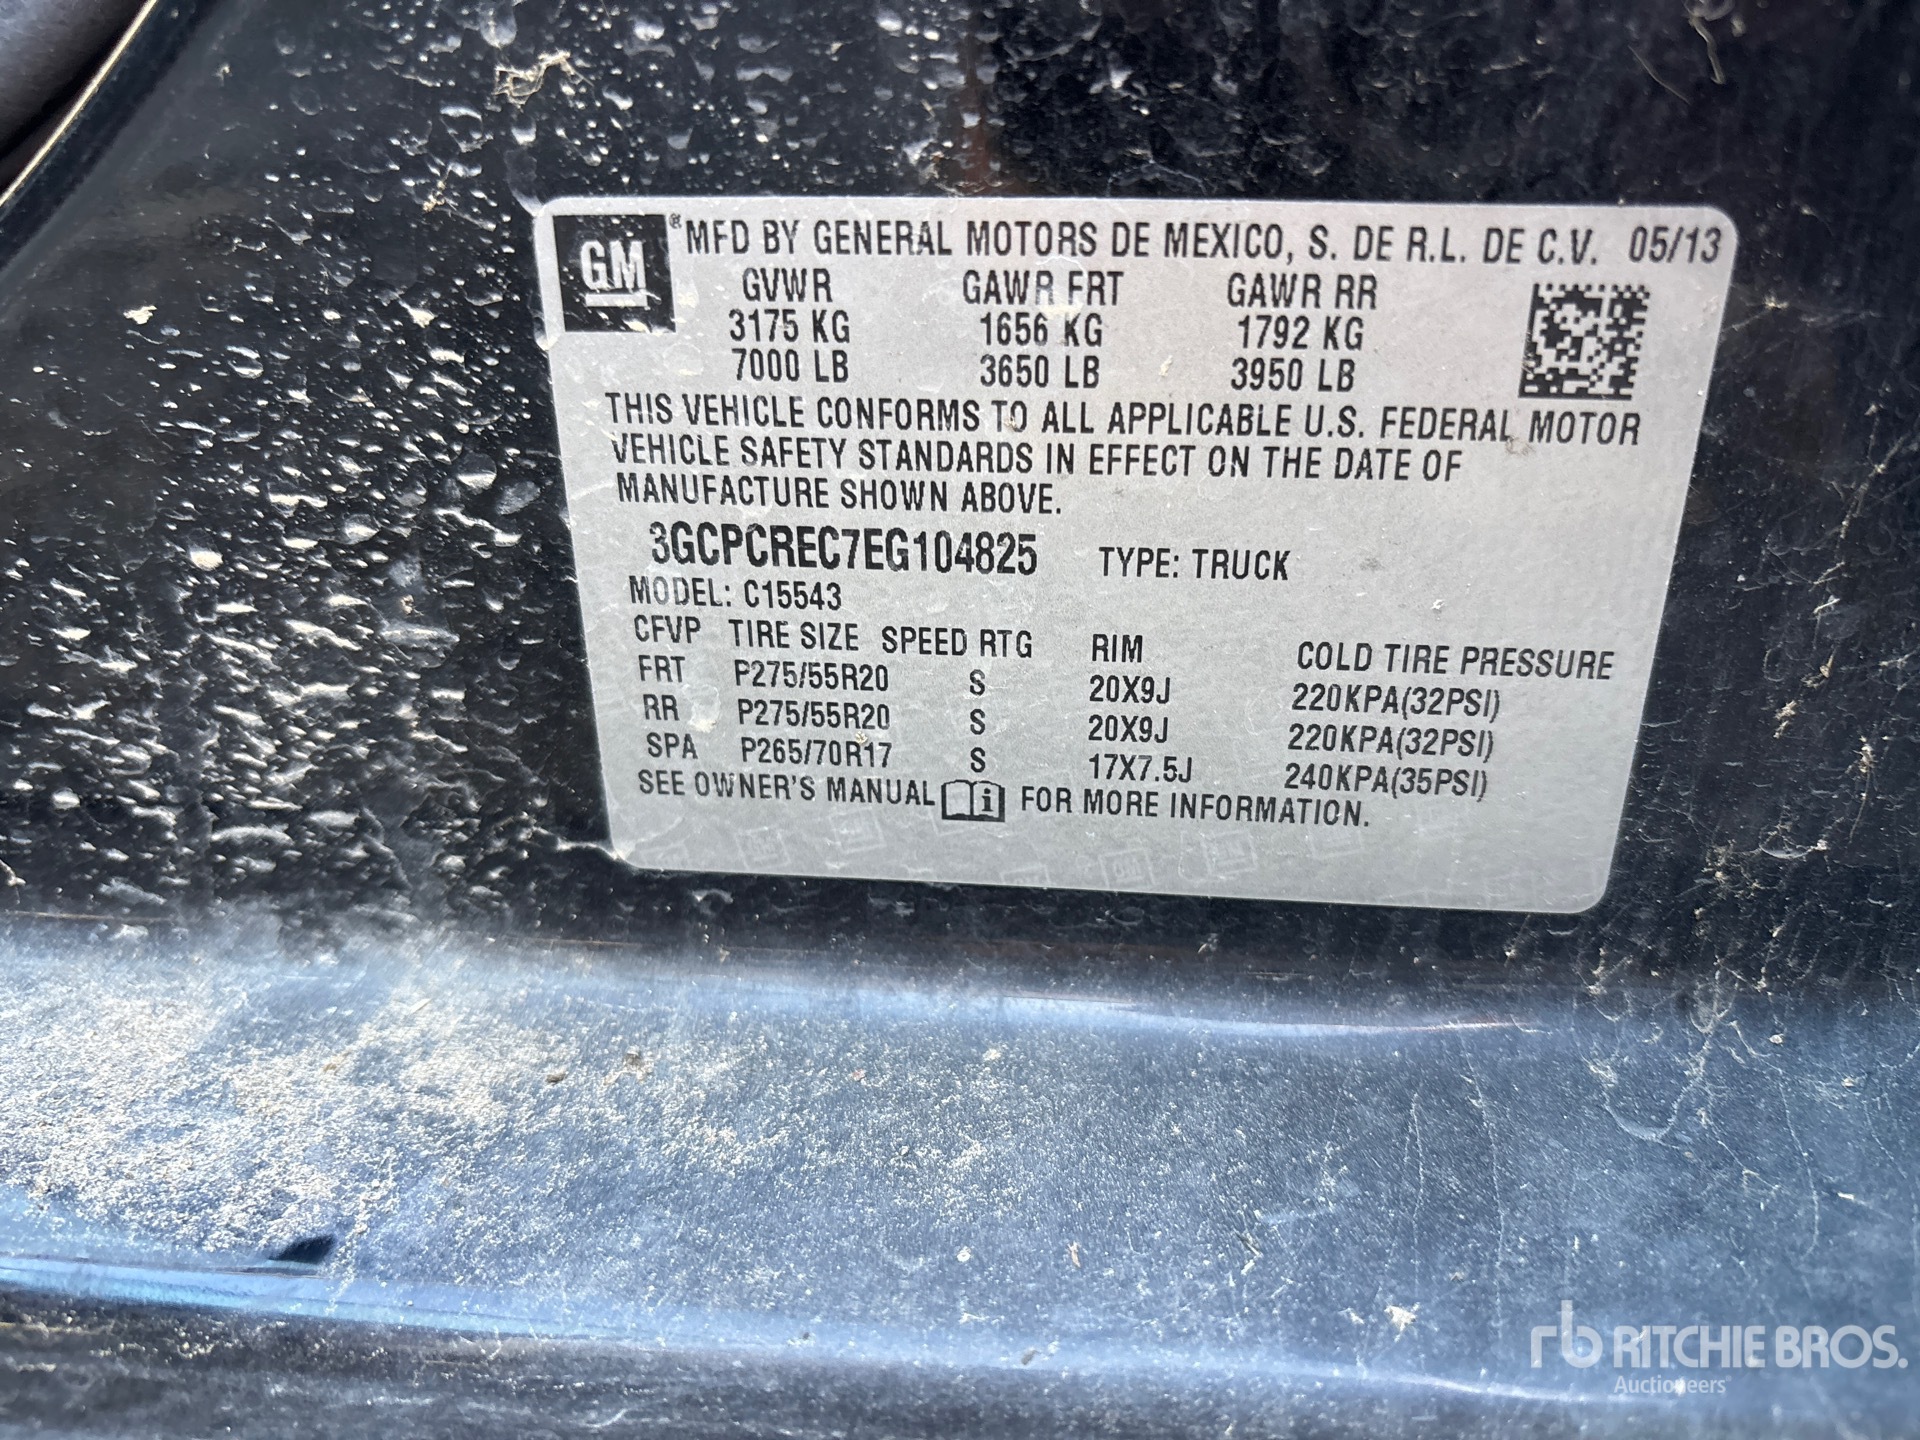 GM® MFD BY GENERAL MOTORS DE MEXICO, S. DE R.L. DE C.V. 05/13
GVWR GAWR FRT GAWR RR
3175 KG 1656 KG 1792 KG
7000 LB 3650 LB 3950 LB
THIS VEHICLE CONFORMS TO ALL APPLICABLE U.S. FEDERAL MOTOR
VEHICLE SAFETY STANDARDS IN EFFECT ON THE DATE OF
MANUFACTURE SHOWN ABOVE.
3GCPCREC7EG104825 TYPE: TRUCK
MODEL: C15543
CFVP TIRE SIZE SPEED RTG RIM COLD TIRE PRESSURE
FRT P275/55R20 S 20X9J 220KPA(32PSI)
RR P275/55R20 S 20X9J 220KPA(32PSI)
SPA P265/70R17 S 17X7.5J 240KPA(35PSI)
SEE OWNER'S MANUAL i FOR MORE INFORMATION.
rb RITCHIE BROS.
Auctioneers